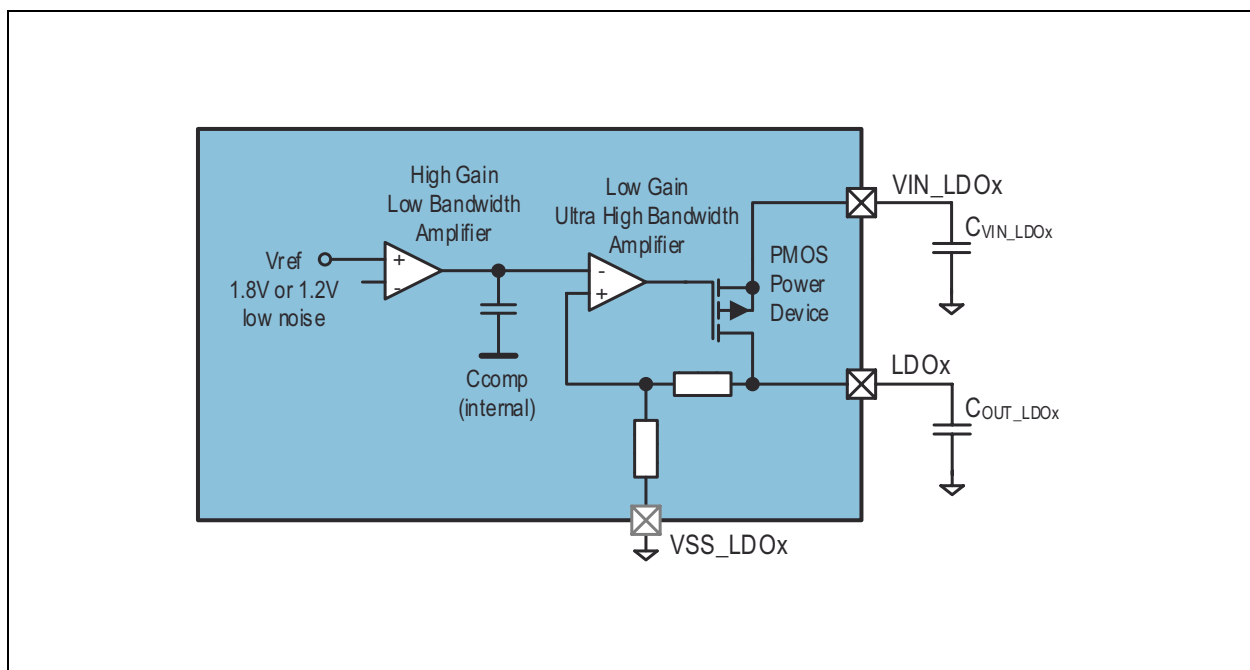 High Gain
Low Bandwidth
Amplifier
Low Gain
Ultra High Bandwidth
Amplifier
VIN_LDOx
CVIN_LDOx
Vref
1.8V or 1.2V
low noise
+
-
-
+
PMOS
Power
Device
Ccomp
(internal)
LDOx
COUT_LDOx
VSS_LDOx